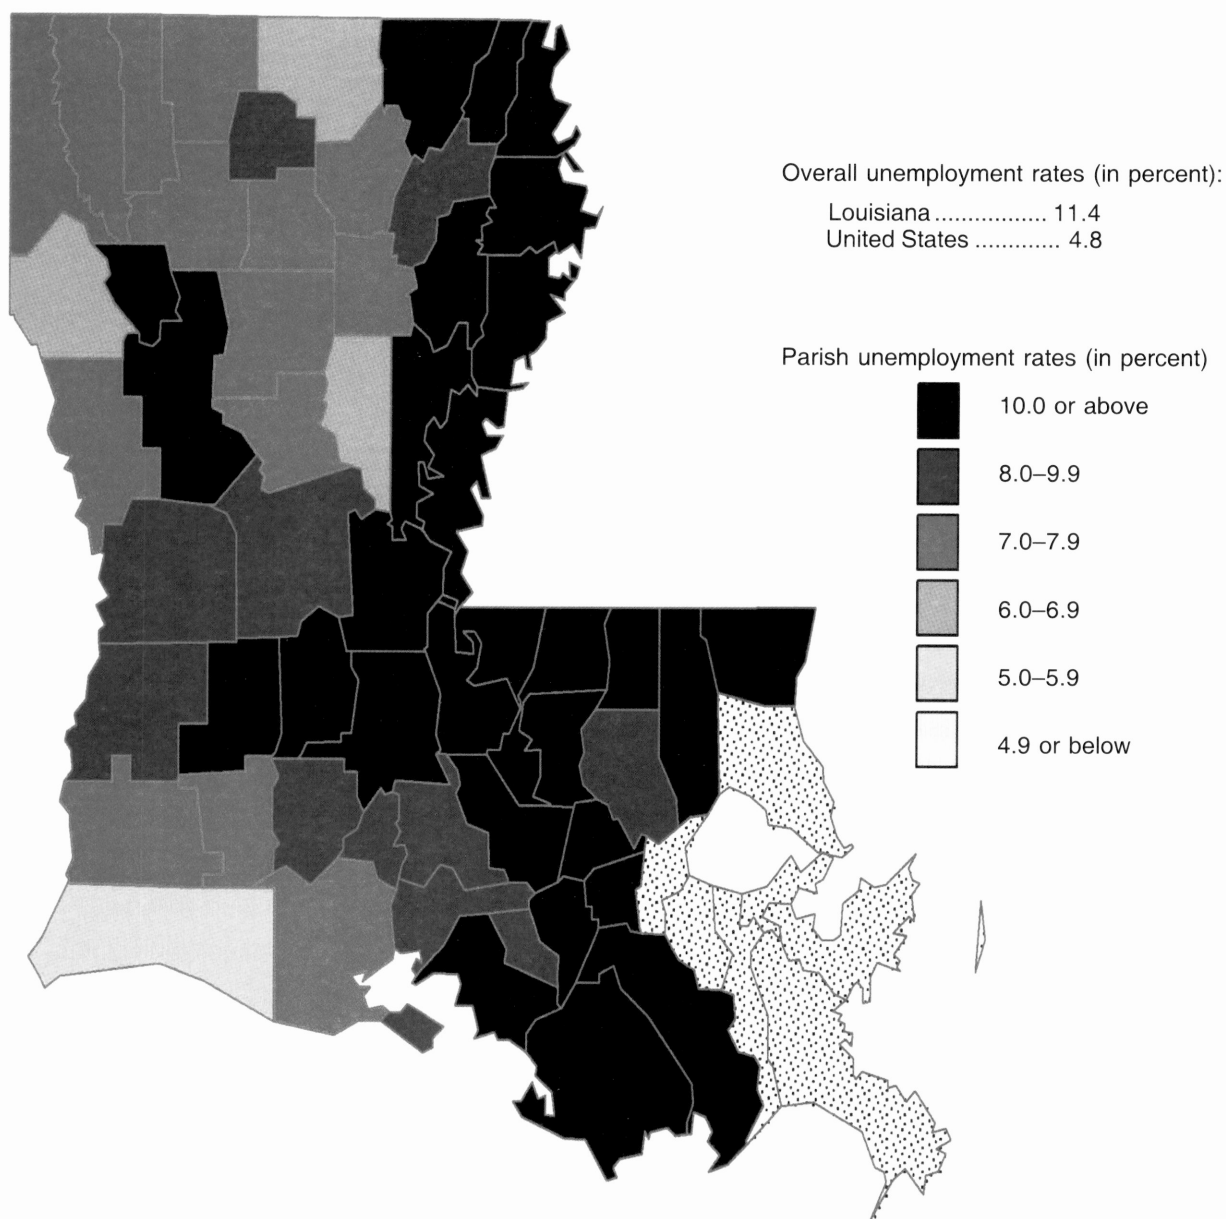 Overall unemployment rates (in percent):
Louisiana ................. 11.4
United States ............. 4.8
Parish unemployment rates (in percent)
10.0 or above
8.0–9.9
7.0–7.9
6.0–6.9
5.0–5.9
4.9 or below